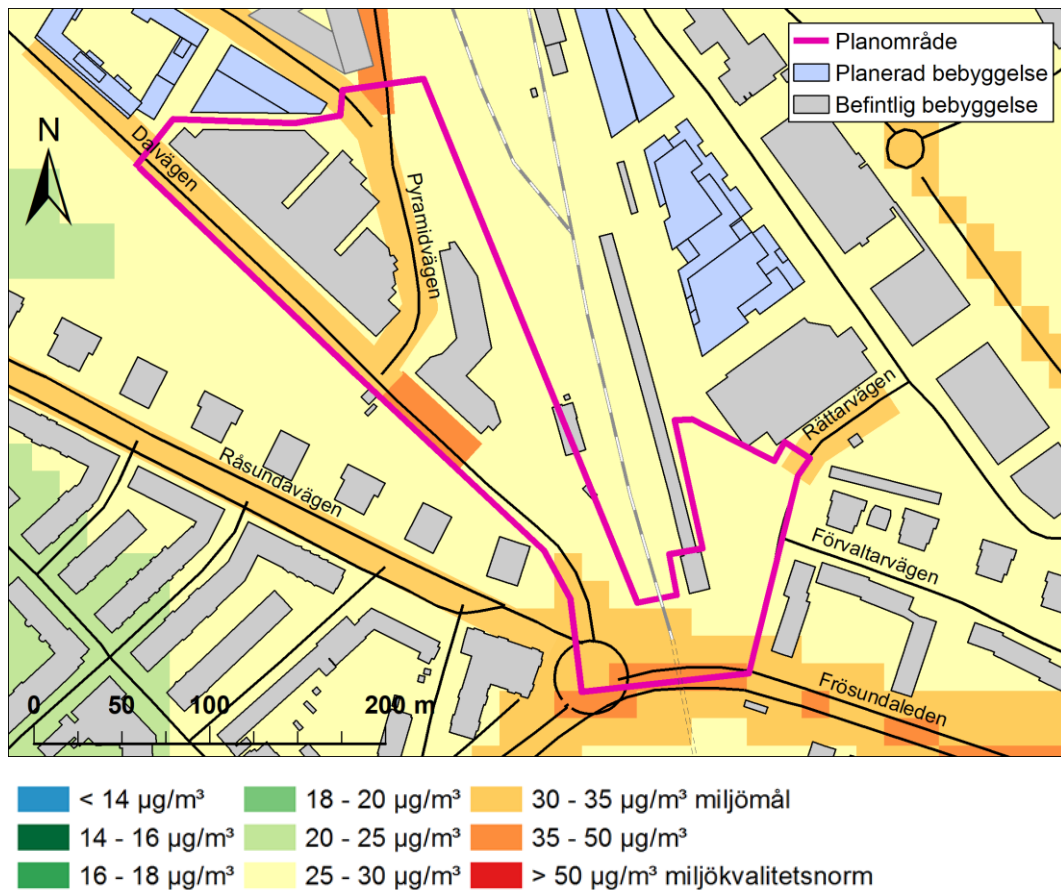 Planområde
Planerad bebyggelse
Befintlig bebyggelse
N
Dalvägen
Pyramidvägen
Råsundavägen
Rättarvägen
Förvaltarvägen
Frösundaleden
0 50 100 200 m
< 14 µg/m³ 18 - 20 µg/m³ 30 - 35 µg/m³ miljömål
14 - 16 µg/m³ 20 - 25 µg/m³ 35 - 50 µg/m³
16 - 18 µg/m³ 25 - 30 µg/m³ > 50 µg/m³ miljökvalitetsnorm